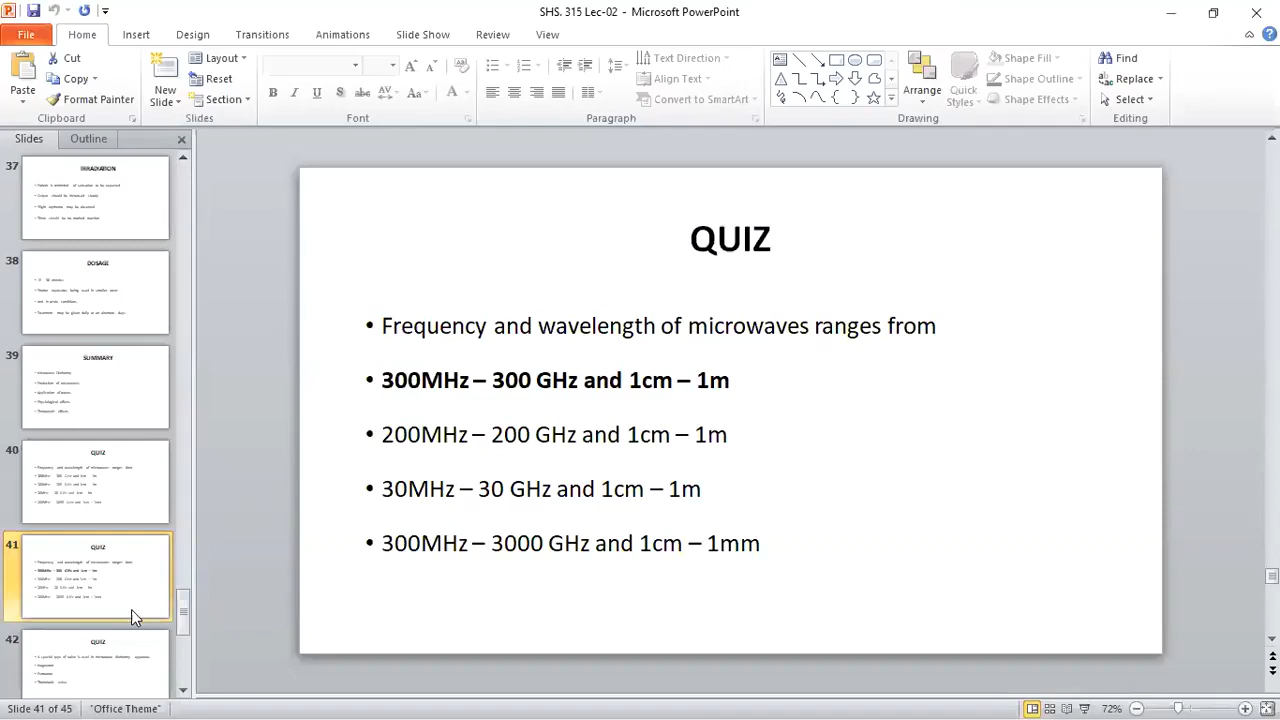 SHS. 315 Lec-02 - Microsoft PowerPoint
File Home Insert Design Transitions Animations Slide Show Review View
Paste
Cut
Copy
Format Painter
Clipboard
New Slide
Layout
Reset
Section
Slides
Font
Text Direction
Align Text
Convert to SmartArt
Paragraph
Arrange
Quick Styles
Shape Fill
Shape Outline
Shape Effects
Drawing
Find
Replace
Select
Editing
Slides Outline
37
IRRADIATION
38
DOSAGE
39
SUMMARY
40
QUIZ
41
QUIZ
42
QUIZ
QUIZ
• Frequency and wavelength of microwaves ranges from
• 300MHz – 300 GHz and 1cm – 1m
• 200MHz – 200 GHz and 1cm – 1m
• 30MHz – 30 GHz and 1cm – 1m
• 300MHz – 3000 GHz and 1cm – 1mm
Slide 41 of 45 "Office Theme" 72%